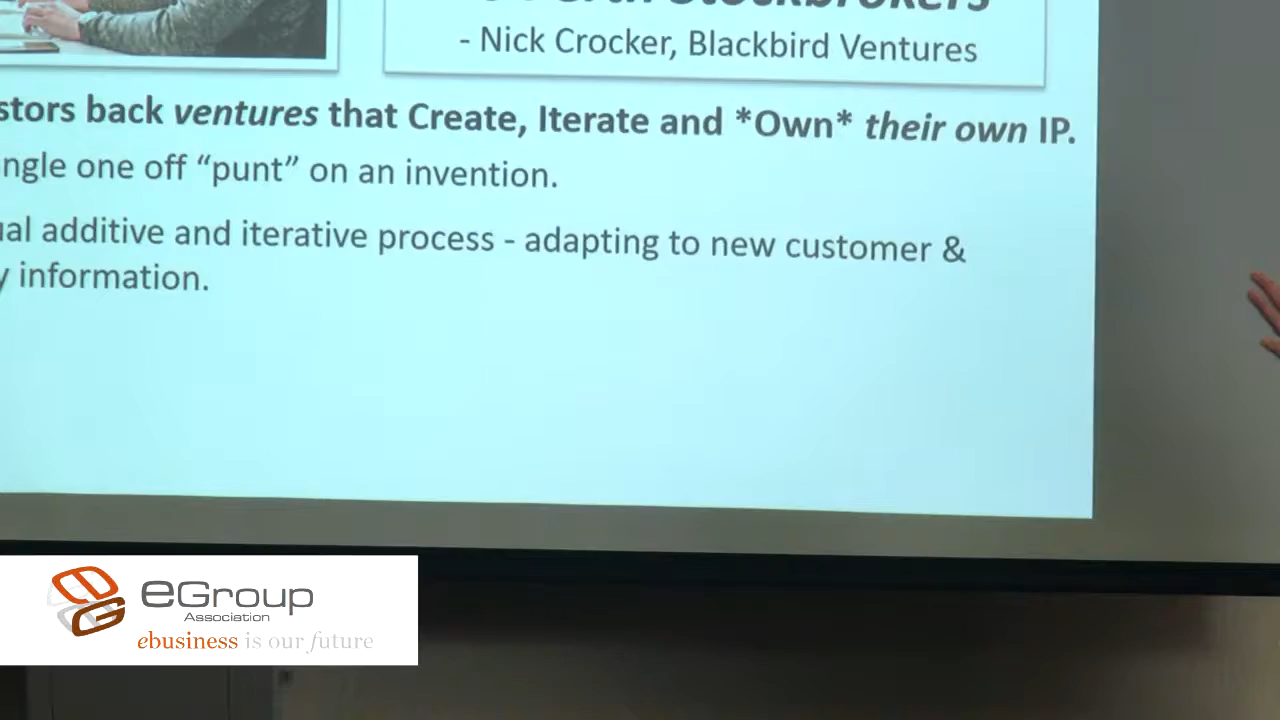 Stockbrokers
- Nick Crocker, Blackbird Ventures
stors back ventures that Create, Iterate and *Own* their own IP.
ngle one off “punt” on an invention.
al additive and iterative process - adapting to new customer &
y information.
eGroup
Association
ebusiness is our future